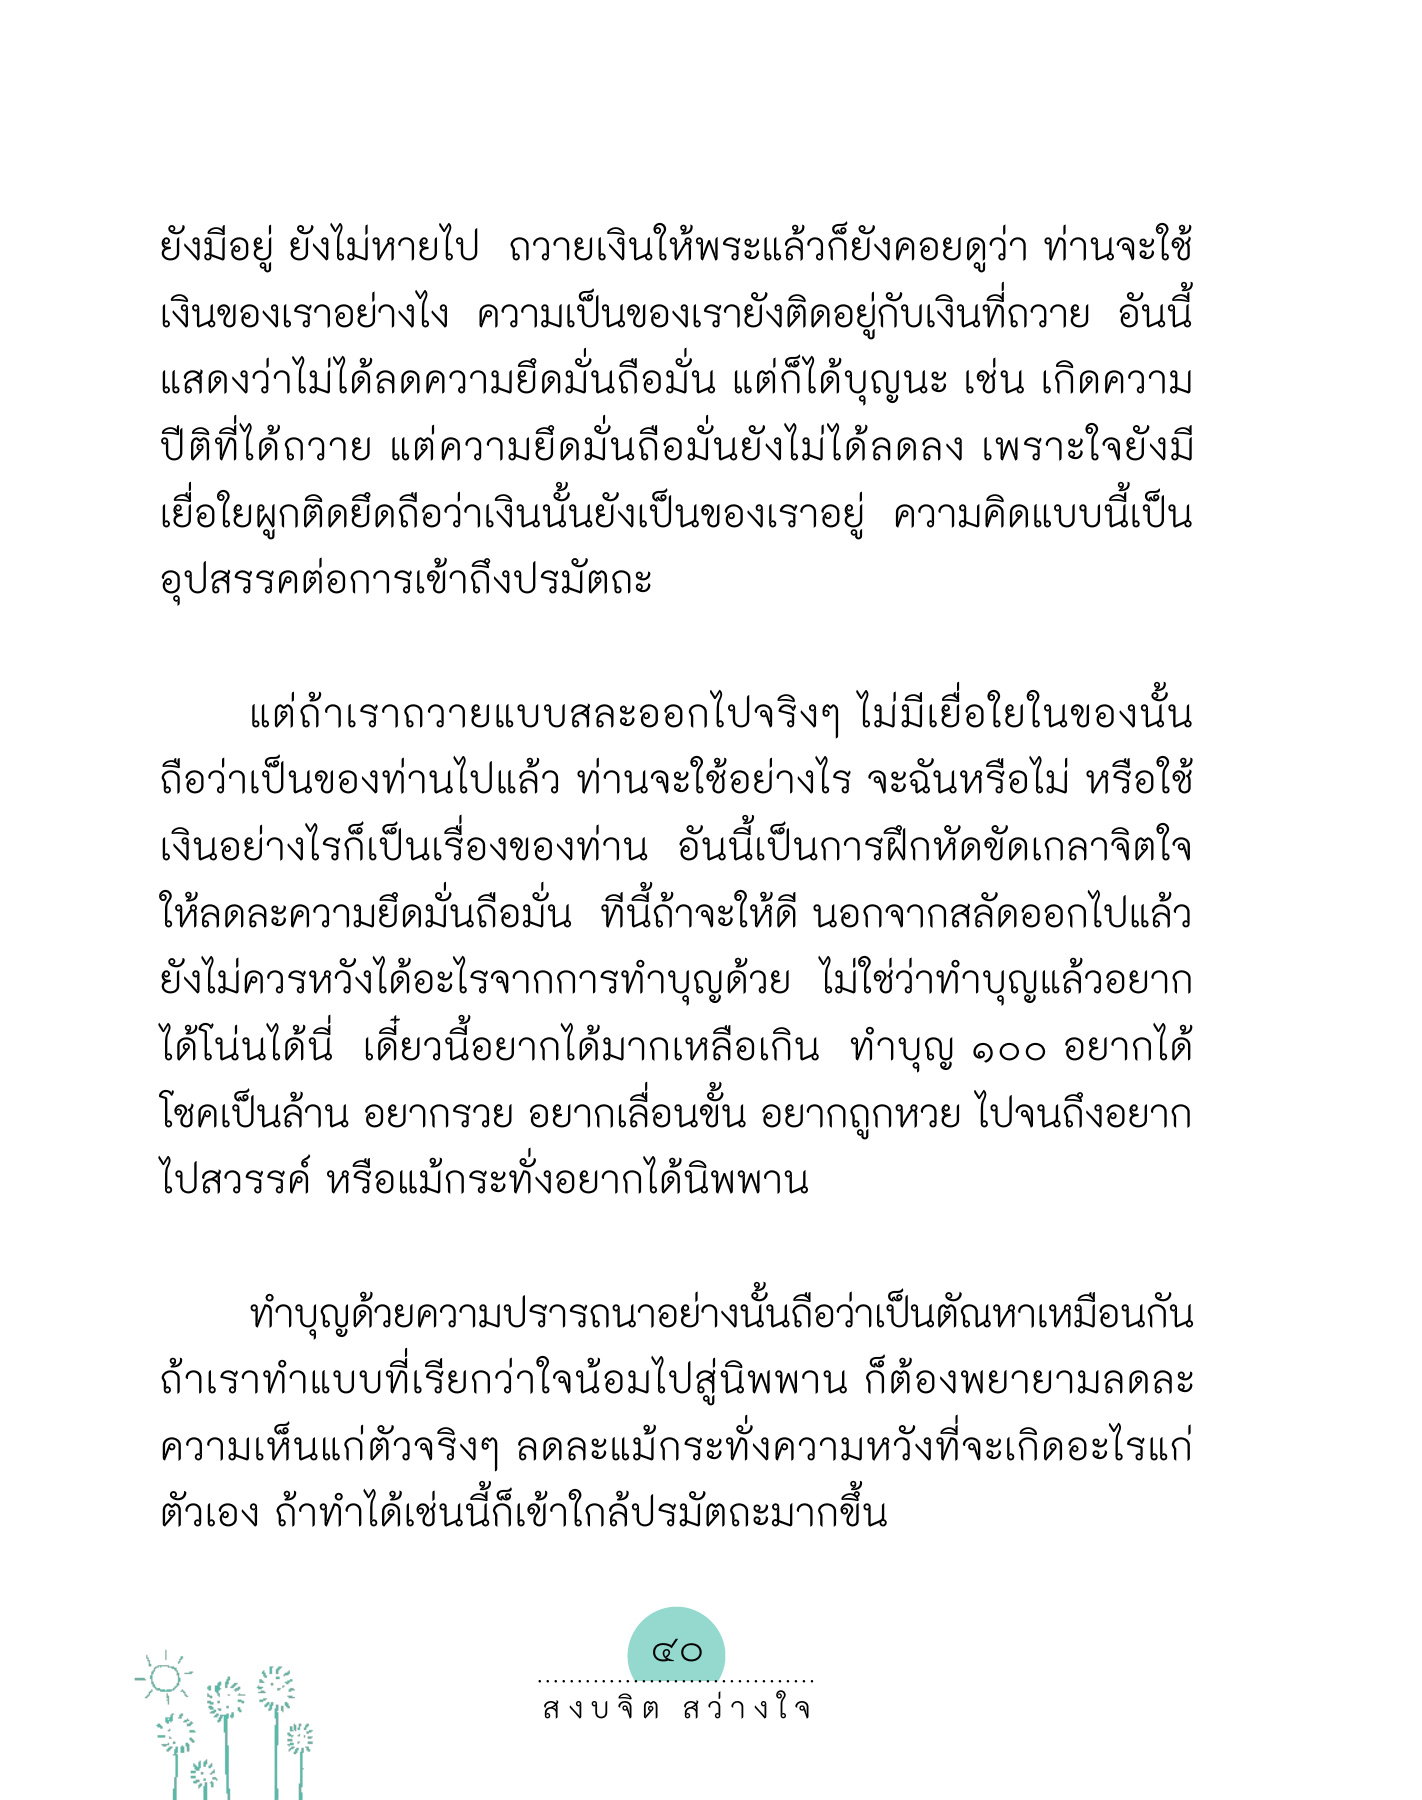 ยังมีอยู่ ยังไม่หายไป  ถวายเงินให้พระแล้วก็ยังคอยดูว่า ท่านจะใช้
เงินของเราอย่างไง  ความเป็นของเรายังติดอยู่กับเงินที่ถวาย  อันนี้
แสดงว่าไม่ได้ลดความยึดมั่นถือมั่น แต่ก็ได้บุญนะ เช่น เกิดความ
ปีติที่ได้ถวาย แต่ความยึดมั่นถือมั่นยังไม่ได้ลดลง เพราะใจยังมี
เยื่อใยผูกติดยึดถือว่าเงินนั้นยังเป็นของเราอยู่  ความคิดแบบนี้เป็น
อุปสรรคต่อการเข้าถึงปรมัตถะ
แต่ถ้าเราถวายแบบสละออกไปจริงๆ ไม่มีเยื่อใยในของนั้น
ถือว่าเป็นของท่านไปแล้ว ท่านจะใช้อย่างไร จะฉันหรือไม่ หรือใช้
เงินอย่างไรก็เป็นเรื่องของท่าน  อันนี้เป็นการฝึกหัดขัดเกลาจิตใจ
ให้ลดละความยึดมั่นถือมั่น  ทีนี้ถ้าจะให้ดี นอกจากสลัดออกไปแล้ว
ยังไม่ควรหวังได้อะไรจากการทำบุญด้วย  ไม่ใช่ว่าทำบุญแล้วอยาก
ได้โน่นได้นี่  เดี๋ยวนี้อยากได้มากเหลือเกิน  ทำบุญ ๑๐๐ อยากได้
โชคเป็นล้าน อยากรวย อยากเลื่อนขั้น อยากถูกหวย ไปจนถึงอยาก
ไปสวรรค์ หรือแม้กระทั่งอยากได้นิพพาน
ทำบุญด้วยความปรารถนาอย่างนั้นถือว่าเป็นตัณหาเหมือนกัน
ถ้าเราทำแบบที่เรียกว่าใจน้อมไปสู่นิพพาน ก็ต้องพยายามลดละ
ความเห็นแก่ตัวจริงๆ ลดละแม้กระทั่งความหวังที่จะเกิดอะไรแก่
ตัวเอง ถ้าทำได้เช่นนี้ก็เข้าใกล้ปรมัตถะมากขึ้น
๔๐
สงบจิต สว่างใจ